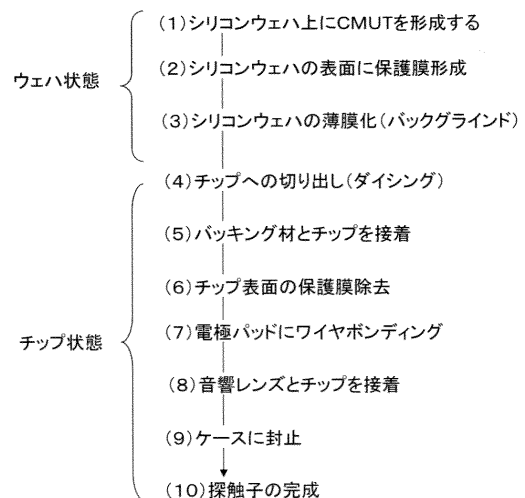 (1)シリコンウェハ上にCMUTを形成する
(2)シリコンウェハの表面に保護膜形成
ウェハ状態
(3)シリコンウェハの薄膜化(バックグラインド)
(4)チップへの切り出し(ダイシング)
(5)バッキング材とチップを接着
(6)チップ表面の保護膜除去
(7)電極パッドにワイヤボンディング
チップ状態
(8)音響レンズとチップを接着
(9)ケースに封止
(10)探触子の完成